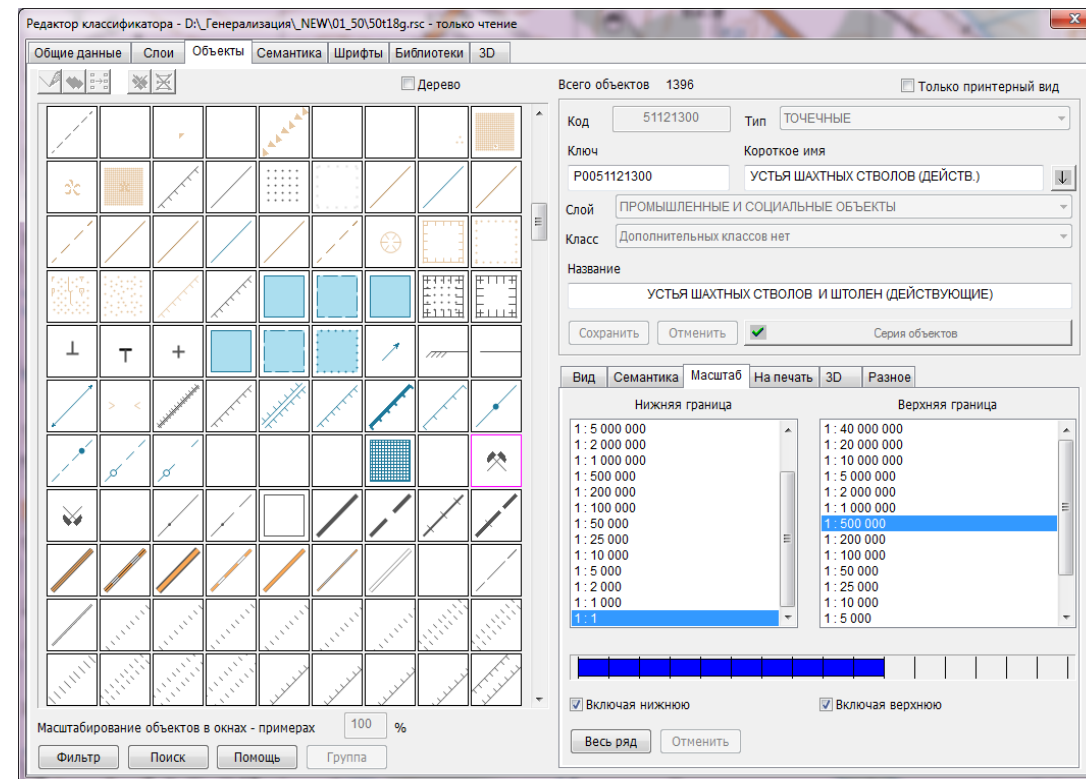 Редактор классификатора - D:\_Генерализация\_NEW\01_50\50t18g.rsc - только чтение
Общие данные Слои Объекты Семантика Шрифты Библиотеки 3D
Дерево
Масштабирование объектов в окнах - примерах 100 %
Фильтр Поиск Помощь Группа
Всего объектов 1396 Только принтерный вид
Код 51121300 Тип ТОЧЕЧНЫЕ
Ключ Короткое имя
P0051121300 УСТЬЯ ШАХТНЫХ СТВОЛОВ (ДЕЙСТВ.)
Слой ПРОМЫШЛЕННЫЕ И СОЦИАЛЬНЫЕ ОБЪЕКТЫ
Класс Дополнительных классов нет
Название
УСТЬЯ ШАХТНЫХ СТВОЛОВ И ШТОЛЕН (ДЕЙСТВУЮЩИЕ)
Сохранить Отменить Серия объектов
Вид Семантика Масштаб На печать 3D Разное
Нижняя граница Верхняя граница
1 : 5 000 000 1 : 40 000 000
1 : 2 000 000 1 : 20 000 000
1 : 1 000 000 1 : 10 000 000
1 : 500 000 1 : 5 000 000
1 : 200 000 1 : 2 000 000
1 : 100 000 1 : 1 000 000
1 : 50 000 1 : 500 000
1 : 25 000 1 : 200 000
1 : 10 000 1 : 100 000
1 : 5 000 1 : 50 000
1 : 2 000 1 : 25 000
1 : 1 000 1 : 10 000
1 : 1 1 : 5 000
Включая нижнюю Включая верхнюю
Весь ряд Отменить